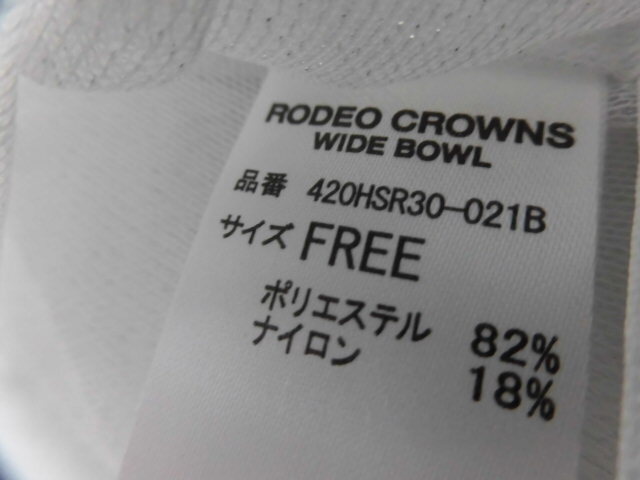 RODEO CROWNS
WIDE BOWL
品番 420HSR30-021B
サイズ FREE
ポリエステル 82%
ナイロン 18%